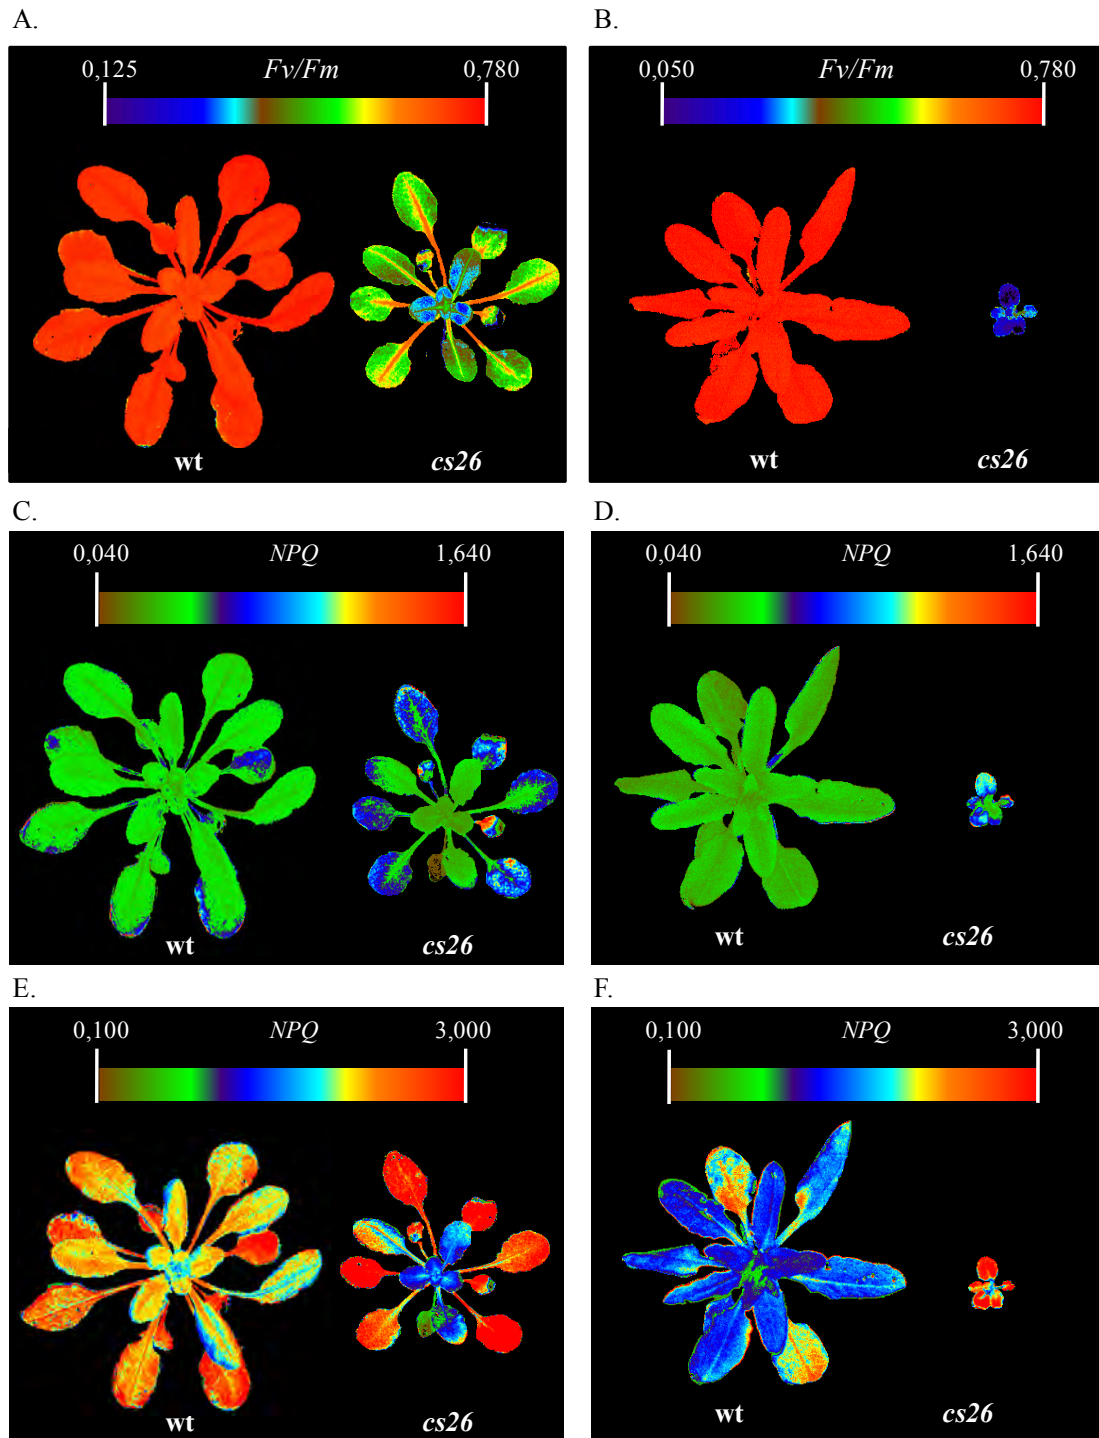 A.
B.
0,125 Fv/Fm 0,780
0,050 Fv/Fm 0,780
wt cs26
wt cs26
C.
D.
0,040 NPQ 1,640
0,040 NPQ 1,640
wt cs26
wt cs26
E.
F.
0,100 NPQ 3,000
0,100 NPQ 3,000
wt cs26
wt cs26